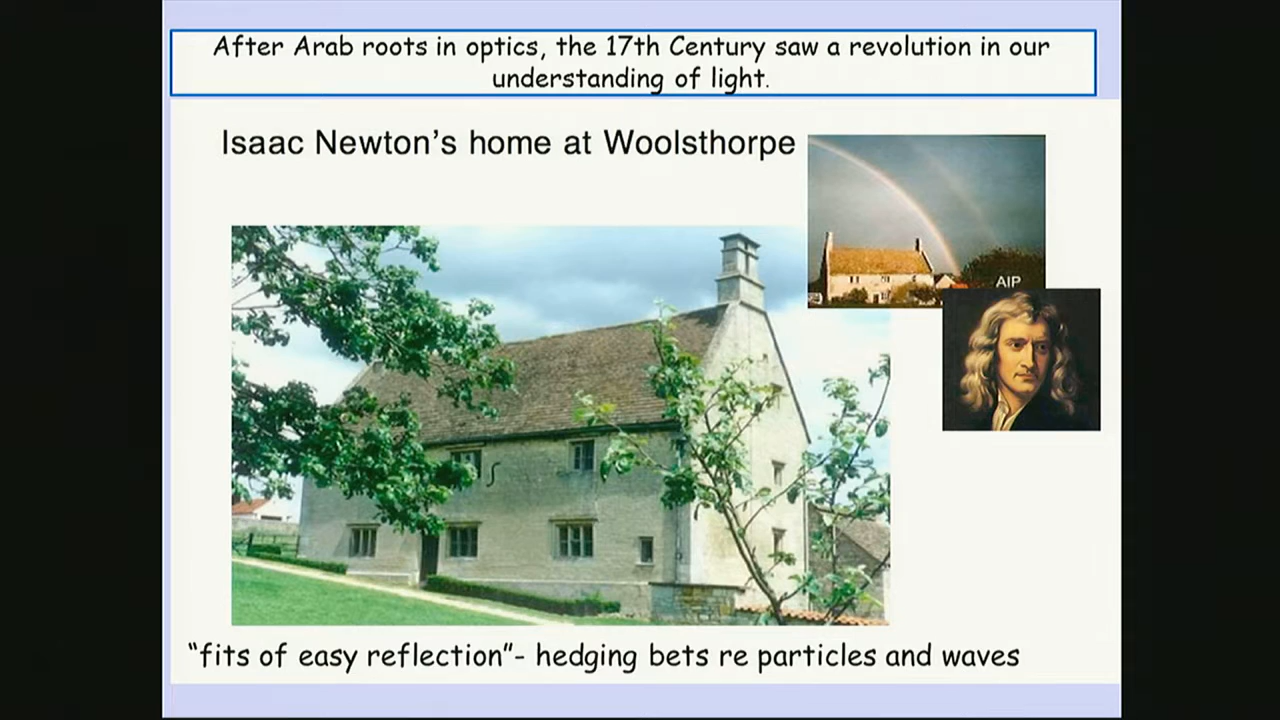 After Arab roots in optics, the 17th Century saw a revolution in our
understanding of light.
Isaac Newton's home at Woolsthorpe
AIP
“fits of easy reflection”- hedging bets re particles and waves